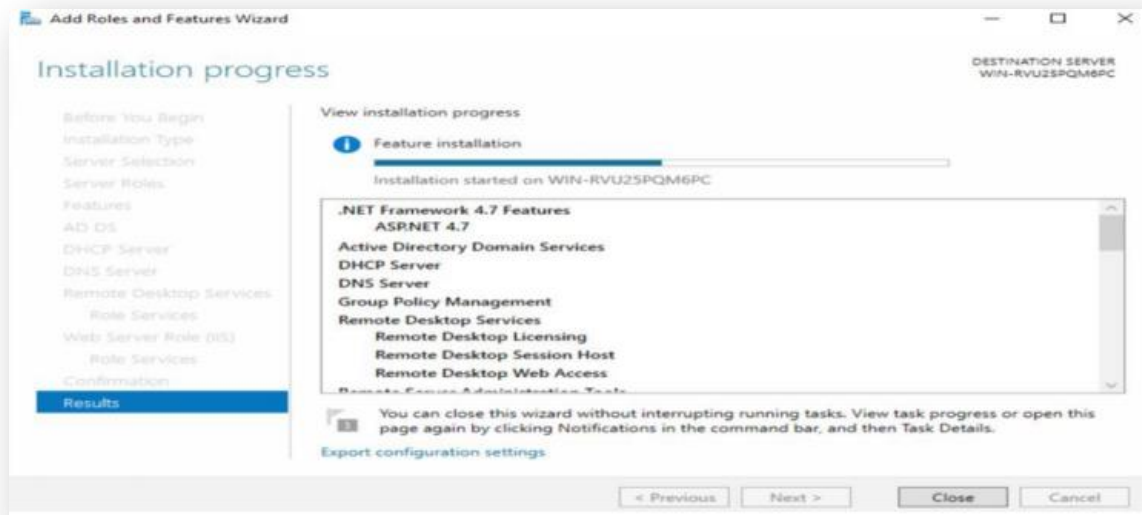 Add Roles and Features Wizard
Installation progress
DESTINATION SERVER
WIN-RVU25PQM6PC
Before You Begin
Installation Type
Server Selection
Server Roles
Features
AD DS
DHCP Server
DNS Server
Remote Desktop Services
Role Services
Web Server Role (IIS)
Role Services
Confirmation
Results
View installation progress
Feature installation
Installation started on WIN-RVU25PQM6PC
.NET Framework 4.7 Features
ASP.NET 4.7
Active Directory Domain Services
DHCP Server
DNS Server
Group Policy Management
Remote Desktop Services
Remote Desktop Licensing
Remote Desktop Session Host
Remote Desktop Web Access
Remote Server Administration Tools
You can close this wizard without interrupting running tasks. View task progress or open this
page again by clicking Notifications in the command bar, and then Task Details.
Export configuration settings
< Previous
Next >
Close
Cancel